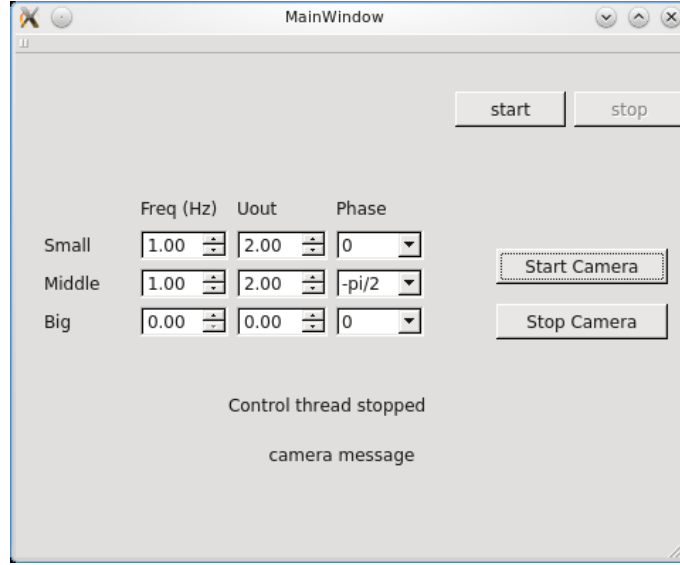 MainWindow
start stop
Freq (Hz) Uout Phase
Small 1.00 2.00 0
Start Camera
Middle 1.00 2.00 -pi/2
Big 0.00 0.00 0
Stop Camera
Control thread stopped
camera message